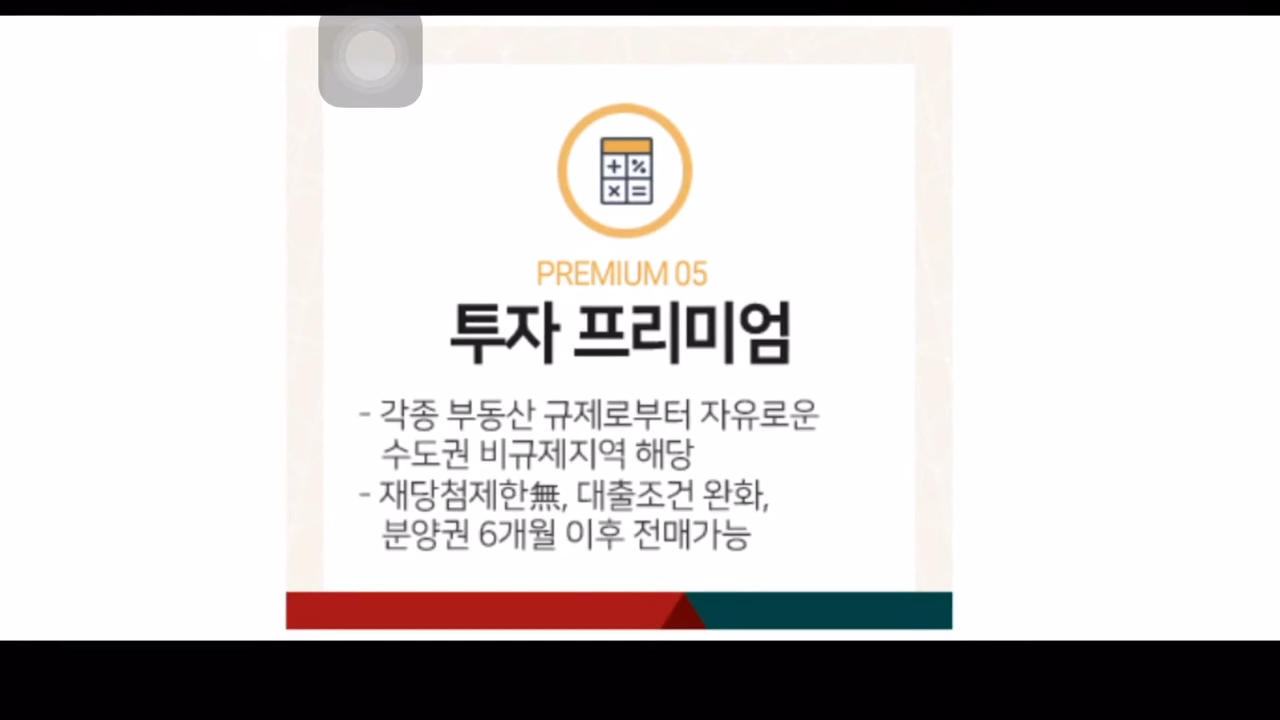 PREMIUM 05
투자 프리미엄
- 각종 부동산 규제로부터 자유로운
수도권 비규제지역 해당
- 재당첨제한無, 대출조건 완화,
분양권 6개월 이후 전매가능